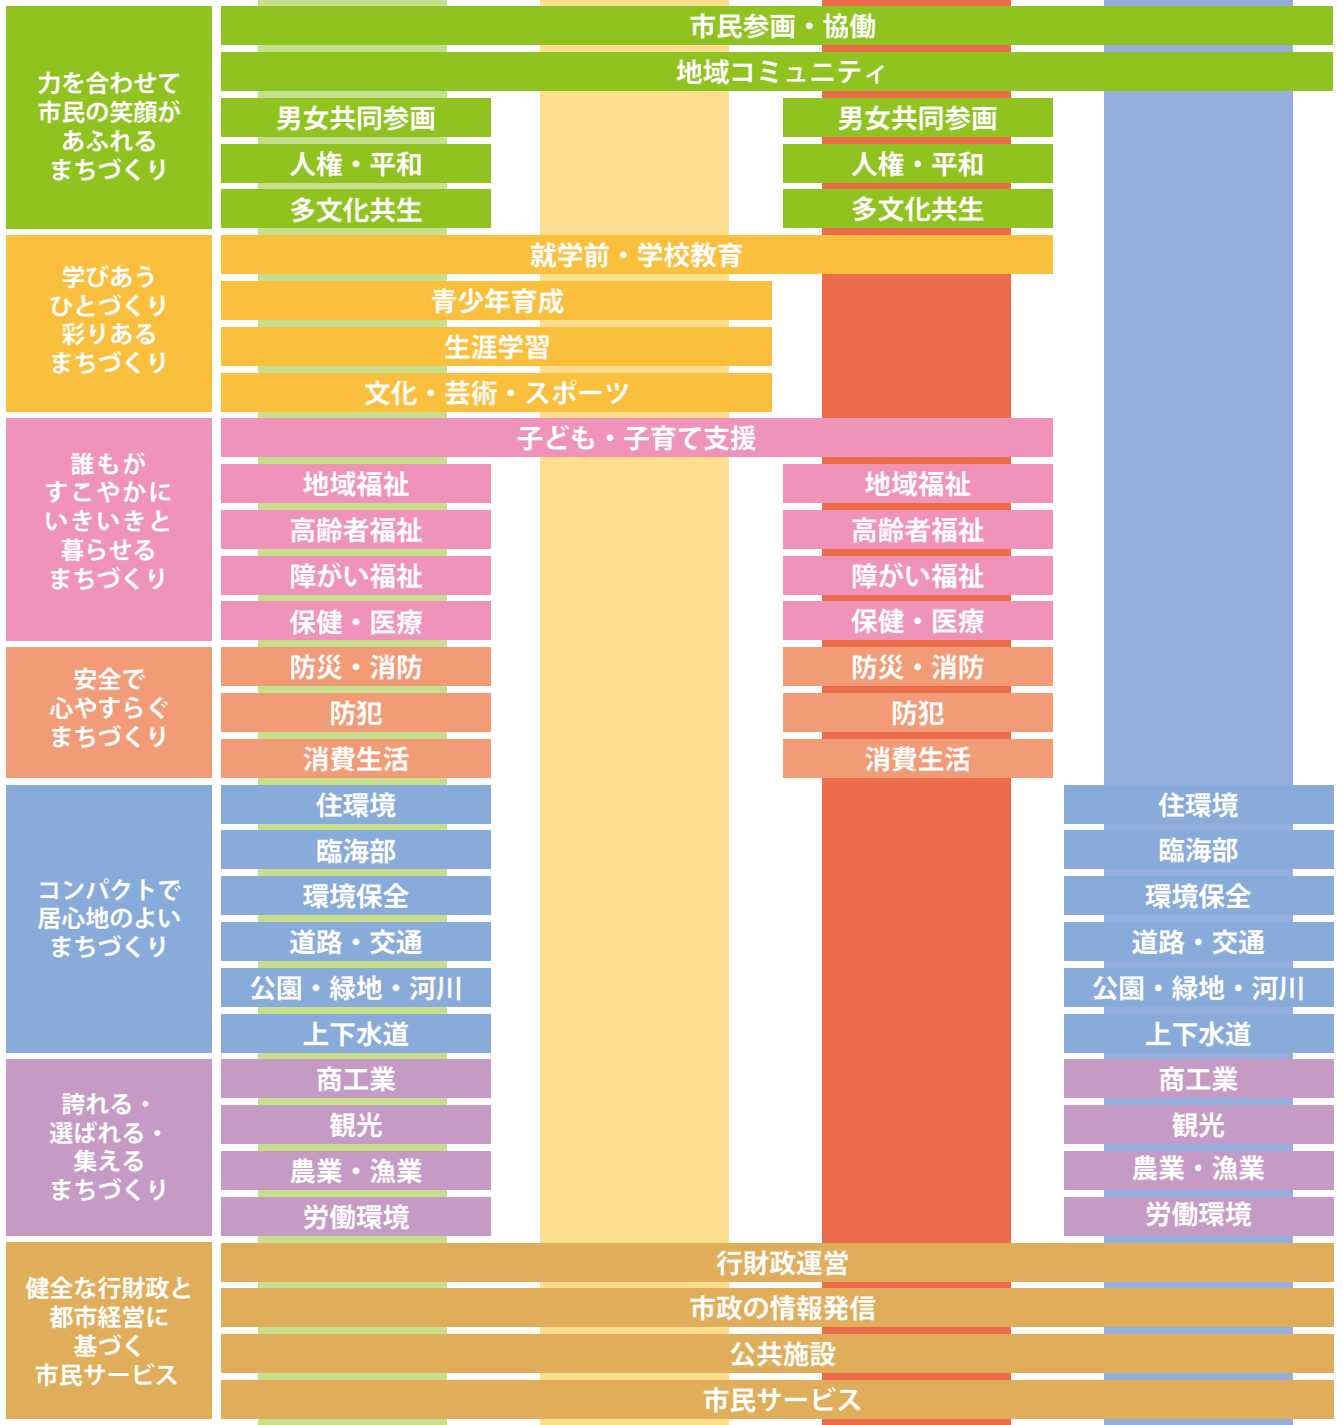 力を合わせて
市民の笑顔が
あふれる
まちづくり
市民参画・協働
地域コミュニティ
男女共同参画
男女共同参画
人権・平和
人権・平和
多文化共生
多文化共生
学びあう
ひとづくり
彩りある
まちづくり
就学前・学校教育
青少年育成
生涯学習
文化・芸術・スポーツ
誰もが
すこやかに
いきいきと
暮らせる
まちづくり
子ども・子育て支援
地域福祉
地域福祉
高齢者福祉
高齢者福祉
障がい福祉
障がい福祉
保健・医療
保健・医療
安全で
心やすらぐ
まちづくり
防災・消防
防災・消防
防犯
防犯
消費生活
消費生活
コンパクトで
居心地のよい
まちづくり
住環境
住環境
臨海部
臨海部
環境保全
環境保全
道路・交通
道路・交通
公園・緑地・河川
公園・緑地・河川
上下水道
上下水道
誇れる・
選ばれる・
集える
まちづくり
商工業
商工業
観光
観光
農業・漁業
農業・漁業
労働環境
労働環境
健全な行財政と
都市経営に
基づく
市民サービス
行財政運営
市政の情報発信
公共施設
市民サービス